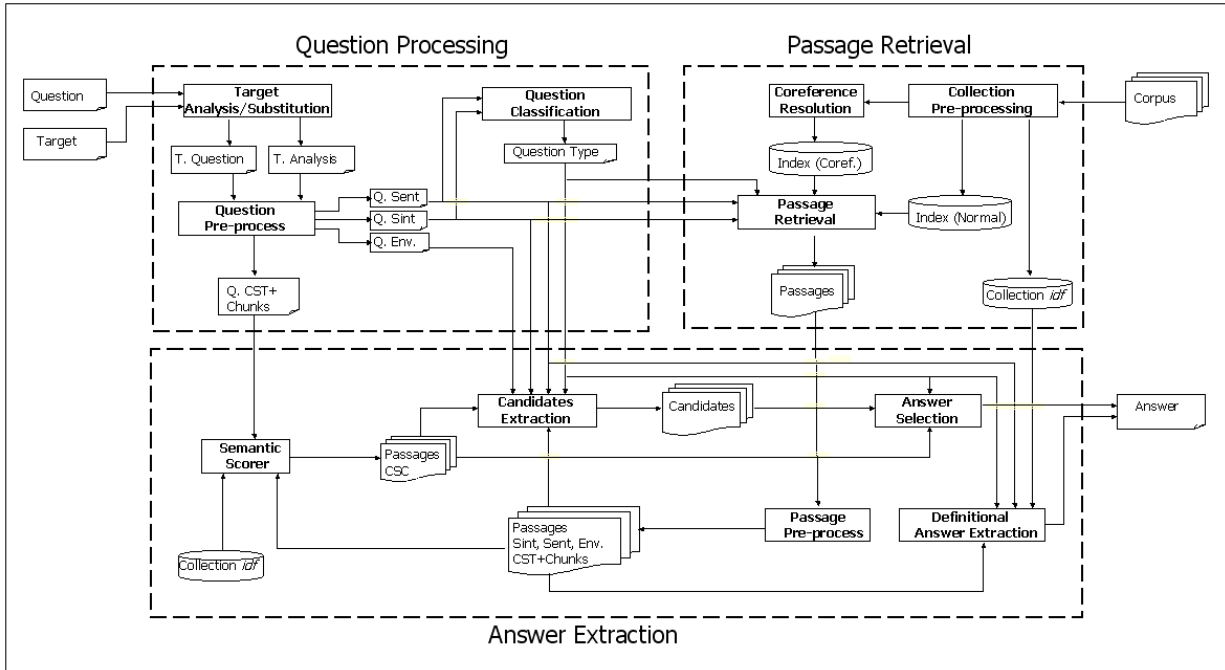 Question Processing
Passage Retrieval
Question
Target
Target
Analysis/Substitution
T. Question
T. Analysis
Question
Pre-process
Q. Sent
Q. Sint
Q. Env.
Q. CST+
Chunks
Question
Classification
Question Type
Coreference
Resolution
Collection
Pre-processing
Corpus
Index (Coref.)
Passage
Retrieval
Index (Normal)
Passages
Collection idf
Candidates
Extraction
Candidates
Answer
Selection
Answer
Semantic
Scorer
Passages
CSC
Passages
Sint, Sent, Env.
CST+Chunks
Passage
Pre-process
Definitional
Answer Extraction
Collection idf
Answer Extraction